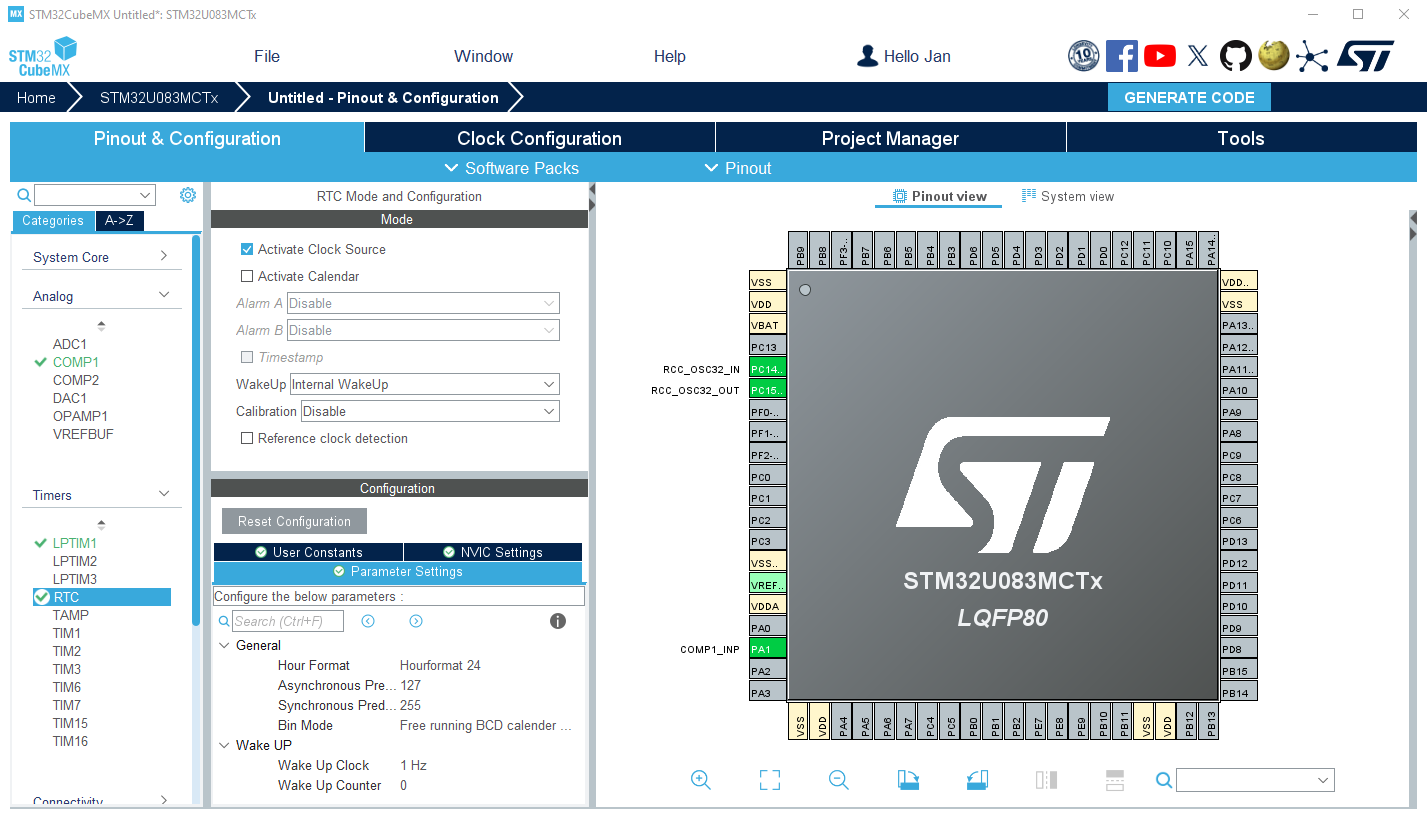 MX STM32CubeMX Untitled*: STM32U083MCTx
STM32
CubeMX
File
Window
Help
Hello Jan
10
Home
STM32U083MCTx
Untitled - Pinout & Configuration
GENERATE CODE
Pinout & Configuration
Clock Configuration
Project Manager
Tools
Software Packs
Pinout
Categories
A->Z
System Core
Analog
ADC1
COMP1
COMP2
DAC1
OPAMP1
VREFBUF
Timers
LPTIM1
LPTIM2
LPTIM3
RTC
TAMP
TIM1
TIM2
TIM3
TIM6
TIM7
TIM15
TIM16
Connectivity
RTC Mode and Configuration
Mode
Activate Clock Source
Activate Calendar
Alarm A Disable
Alarm B Disable
Timestamp
WakeUp Internal WakeUp
Calibration Disable
Reference clock detection
Configuration
Reset Configuration
User Constants
NVIC Settings
Parameter Settings
Configure the below parameters :
Search (Ctrl+F)
General
Hour Format Hourformat 24
Asynchronous Pre... 127
Synchronous Pred... 255
Bin Mode Free running BCD calender ...
Wake UP
Wake Up Clock 1 Hz
Wake Up Counter 0
Pinout view
System view
PB9
PB8
PF3-..
PB7
PB6
PB5
PB4
PB3
PD6
PD5
PD4
PD3
PD2
PD1
PD0
PC12
PC11
PC10
PA15
PA14..
VSS
VDD
VBAT
PC13
RCC_OSC32_IN PC14..
RCC_OSC32_OUT PC15..
PF0-..
PF1-..
PF2-..
PC0
PC1
PC2
PC3
VSS..
VREF..
VDDA
PA0
COMP1_INP PA1
PA2
PA3
STM32U083MCTx
LQFP80
VDD..
VSS
PA13..
PA12..
PA11..
PA10
PA9
PA8
PC9
PC8
PC7
PC6
PD13
PD12
PD11
PD10
PD9
PD8
PB15
PB14
VSS
VDD
PA4
PA5
PA6
PA7
PC4
PC5
PB0
PB1
PB2
PE7
PE8
PE9
PB10
PB11
VSS
VDD
PB12
PB13